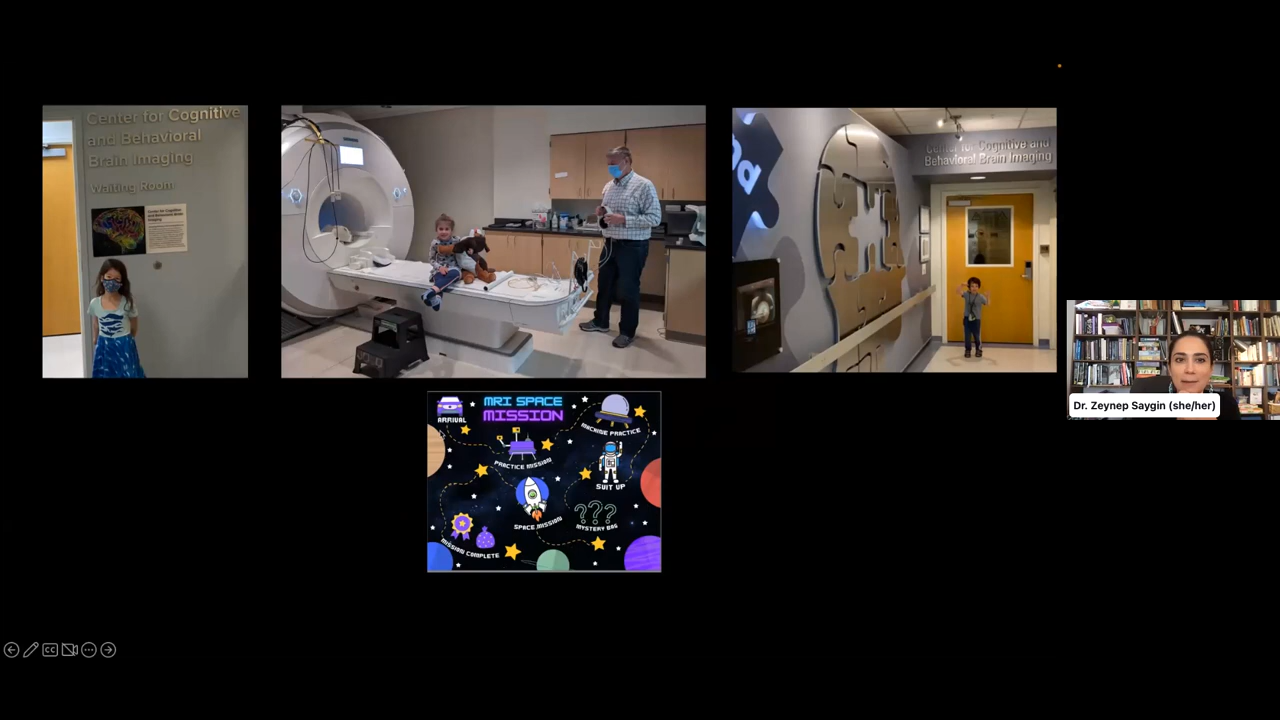 Center for Cognitive
and Behavioral
Brain Imaging
Waiting Room
Center for Cognitive and
Behavioral Brain Imaging
MRI SPACE
MISSION
ARRIVAL
MACHINE PRACTICE
PRACTICE MISSION
SUIT UP
SPACE MISSION
???
MYSTERY BAG
MISSION COMPLETE
Dr. Zeynep Saygin (she/her)
CC